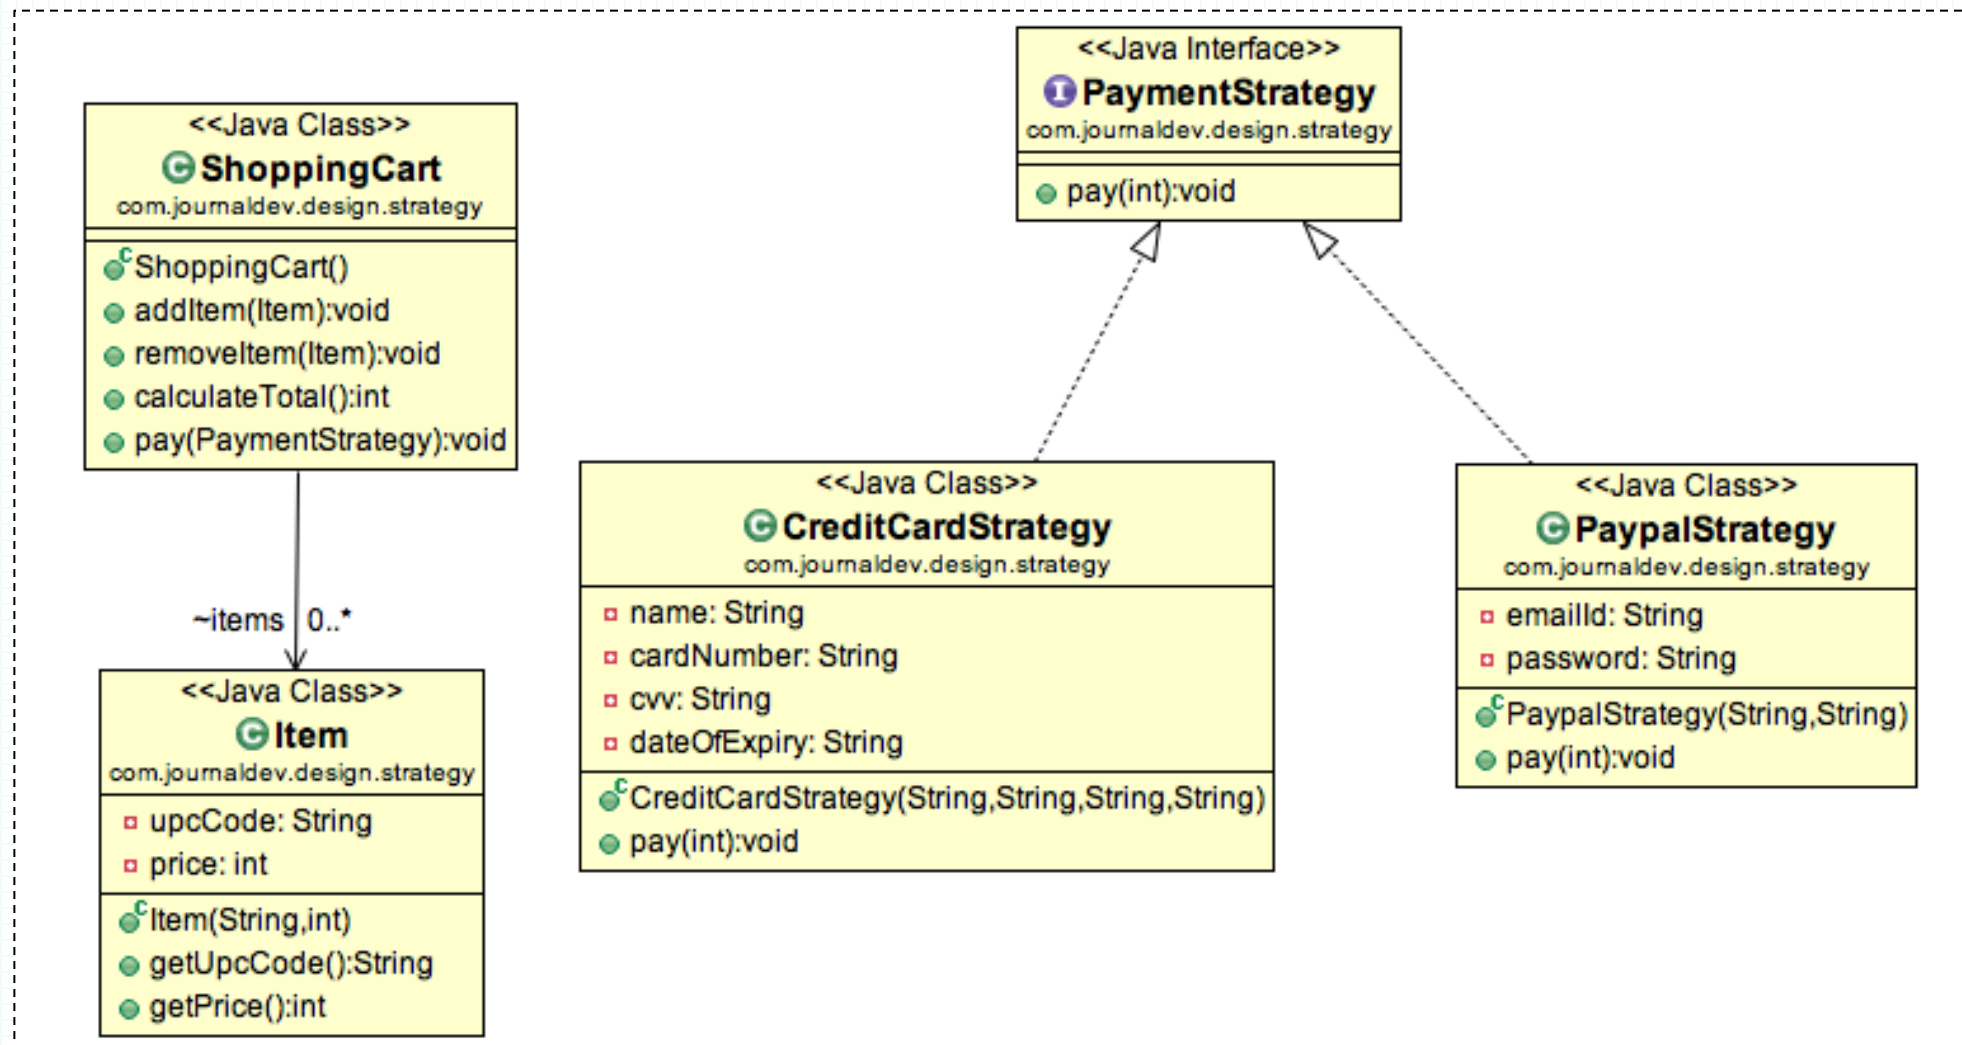 <<Java Class>>
ShoppingCart
com.journaldev.design.strategy
ShoppingCart()
addItem(Item):void
removeItem(Item):void
calculateTotal():int
pay(PaymentStrategy):void
~items 0..*
<<Java Class>>
Item
com.journaldev.design.strategy
upcCode: String
price: int
Item(String,int)
getUpcCode():String
getPrice():int
<<Java Interface>>
PaymentStrategy
com.journaldev.design.strategy
pay(int):void
<<Java Class>>
CreditCardStrategy
com.journaldev.design.strategy
name: String
cardNumber: String
cvv: String
dateOfExpiry: String
CreditCardStrategy(String,String,String,String)
pay(int):void
<<Java Class>>
PaypalStrategy
com.journaldev.design.strategy
emailId: String
password: String
PaypalStrategy(String,String)
pay(int):void